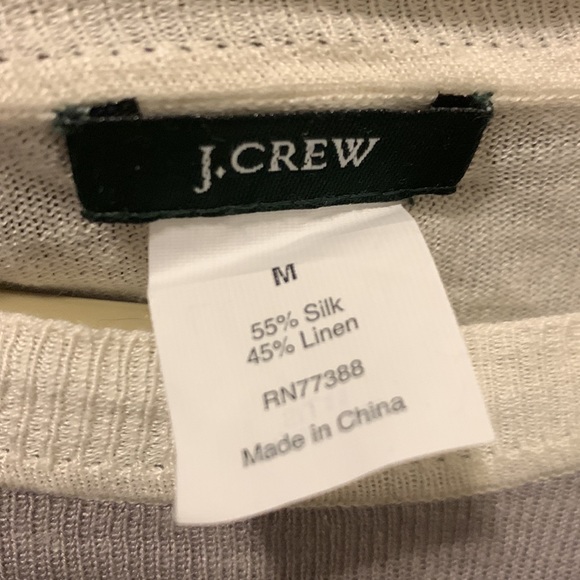 J.CREW
M
55% Silk
45% Linen
RN77388
Made in China